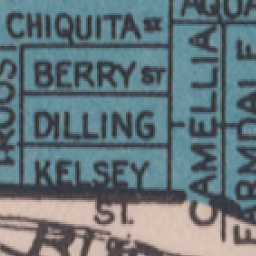 CHIQUITA ST
BERRY ST
DILLING
KELSEY
ST.
CAMELLIA
FARMDALE